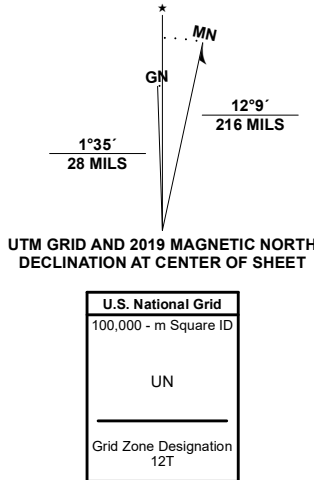 ★
MN
GN
1°35´
28 MILS
12°9´
216 MILS
UTM GRID AND 2019 MAGNETIC NORTH
DECLINATION AT CENTER OF SHEET
U.S. National Grid
100,000 - m Square ID
UN
Grid Zone Designation
12T